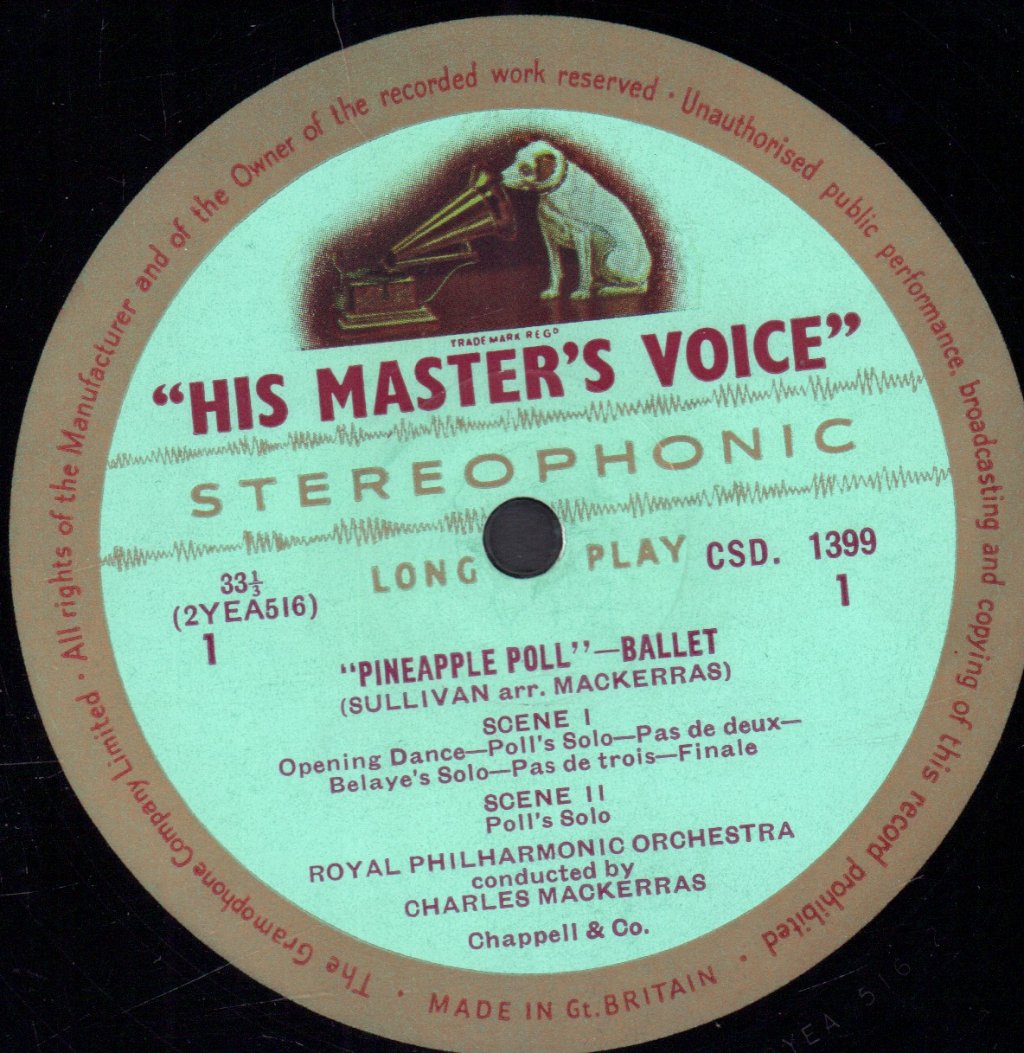 All rights of the Manufacturer and of the Owner of the recorded work reserved · Unauthorised public performance, broadcasting and copying of this record prohibited ·
TRADE MARK REGD
“HIS MASTER'S VOICE”
STEREOPHONIC
LONG PLAY
CSD. 1399
1
33⅓
(2YEA516)
1
“PINEAPPLE POLL”—BALLET
(SULLIVAN arr. MACKERRAS)
SCENE I
Opening Dance—Poll's Solo—Pas de deux—
Belaye's Solo—Pas de trois—Finale
SCENE II
Poll's Solo
ROYAL PHILHARMONIC ORCHESTRA
conducted by
CHARLES MACKERRAS
Chappell & Co.
· The Gramophone Company Limited ·
MADE IN Gt. BRITAIN
YEA 516